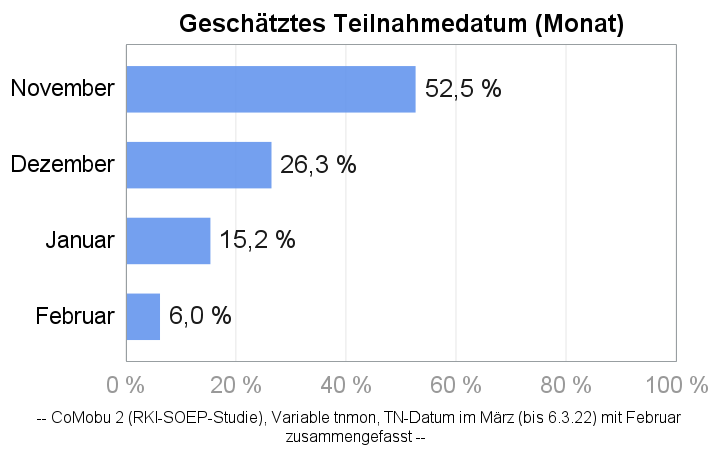 Geschätztes Teilnahmedatum (Monat)
November 52,5 %
Dezember 26,3 %
Januar 15,2 %
Februar 6,0 %
0 % 20 % 40 % 60 % 80 % 100 %
-- CoMobu 2 (RKI-SOEP-Studie), Variable tnmon, TN-Datum im März (bis 6.3.22) mit Februar
zusammengefasst --